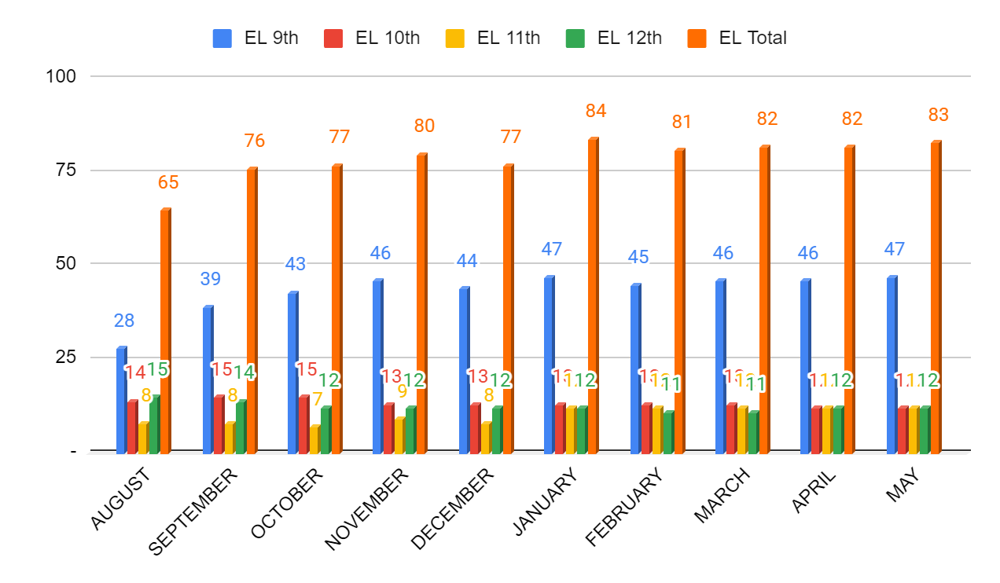 EL 9th EL 10th EL 11th EL 12th EL Total
100
75
50
25
-
28 14 8 15 65
39 15 8 14 76
43 15 7 12 77
46 13 9 12 80
44 13 8 12 77
47 12 84
45 11 81
46 11 82
46 12 82
47 12 83
AUGUST
SEPTEMBER
OCTOBER
NOVEMBER
DECEMBER
JANUARY
FEBRUARY
MARCH
APRIL
MAY